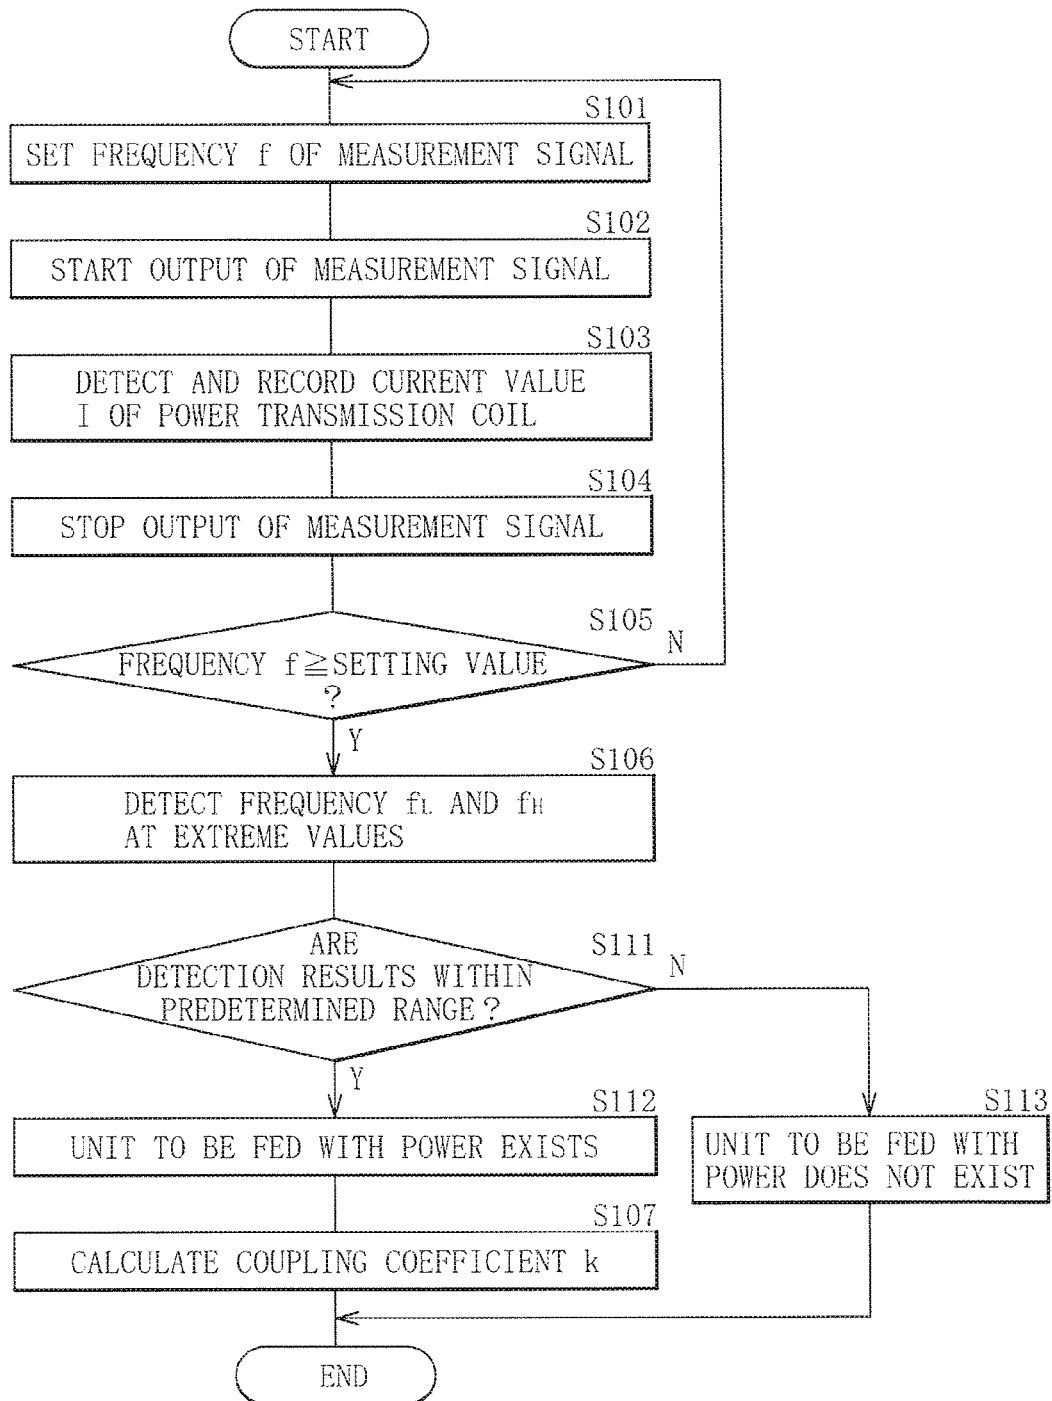 START
S101
SET FREQUENCY f OF MEASUREMENT SIGNAL
S102
START OUTPUT OF MEASUREMENT SIGNAL
S103
DETECT AND RECORD CURRENT VALUE
I OF POWER TRANSMISSION COIL
S104
STOP OUTPUT OF MEASUREMENT SIGNAL
S105
N
FREQUENCY f≧SETTING VALUE
?
Y
S106
DETECT FREQUENCY fL AND fH
AT EXTREME VALUES
S111
N
ARE
DETECTION RESULTS WITHIN
PREDETERMINED RANGE?
Y
S112
UNIT TO BE FED WITH POWER EXISTS
S113
UNIT TO BE FED WITH
POWER DOES NOT EXIST
S107
CALCULATE COUPLING COEFFICIENT k
END